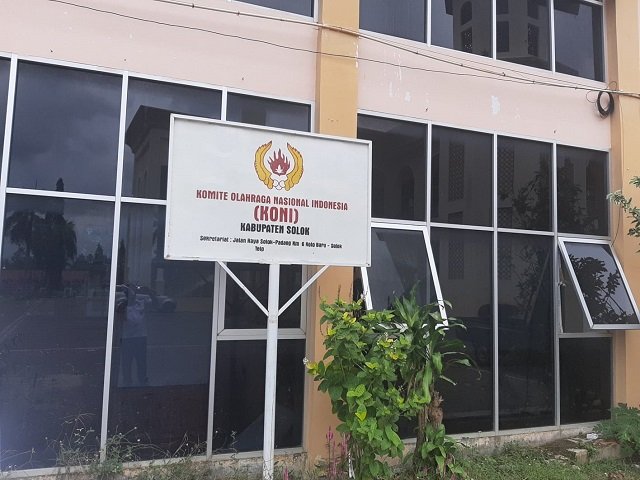 KOMITE OLAHRAGA NASIONAL INDONESIA
(KONI)
KABUPATEN SOLOK
Sekretariat : Jalan Raya Solok-Padang Km 6 Koto Baru - Solok
Telp